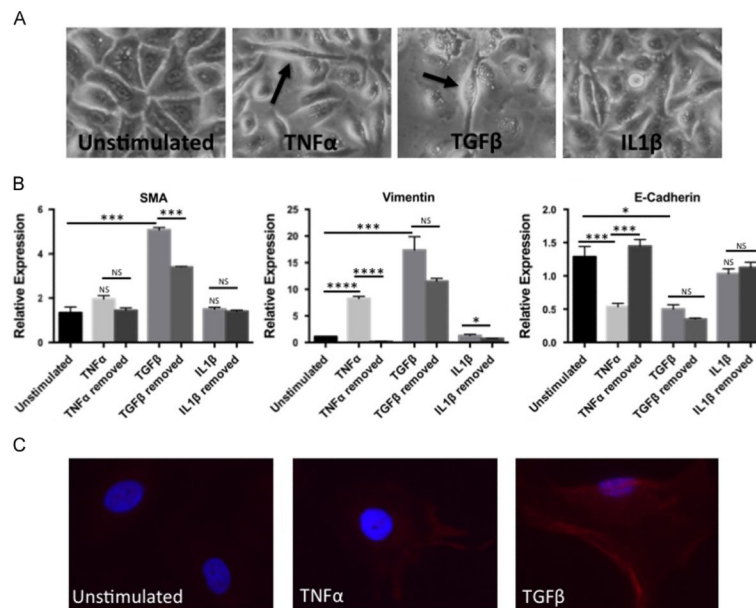 A
Unstimulated
TNFα
TGFβ
IL1β
B
SMA
Relative Expression
6
4
2
0
***
***
NS
NS
NS
NS
Unstimulated
TNFα
TNFα removed
TGFβ
TGFβ removed
IL1β
IL1β removed
Vimentin
Relative Expression
25
20
15
10
5
0
***
NS
****
****
*
Unstimulated
TNFα
TNFα removed
TGFβ
TGFβ removed
IL1β
IL1β removed
E-Cadherin
Relative Expression
2.0
1.5
1.0
0.5
0.0
*
***
***
NS
NS
NS
Unstimulated
TNFα
TNFα removed
TGFβ
TGFβ removed
IL1β
IL1β removed
C
Unstimulated
TNFα
TGFβ